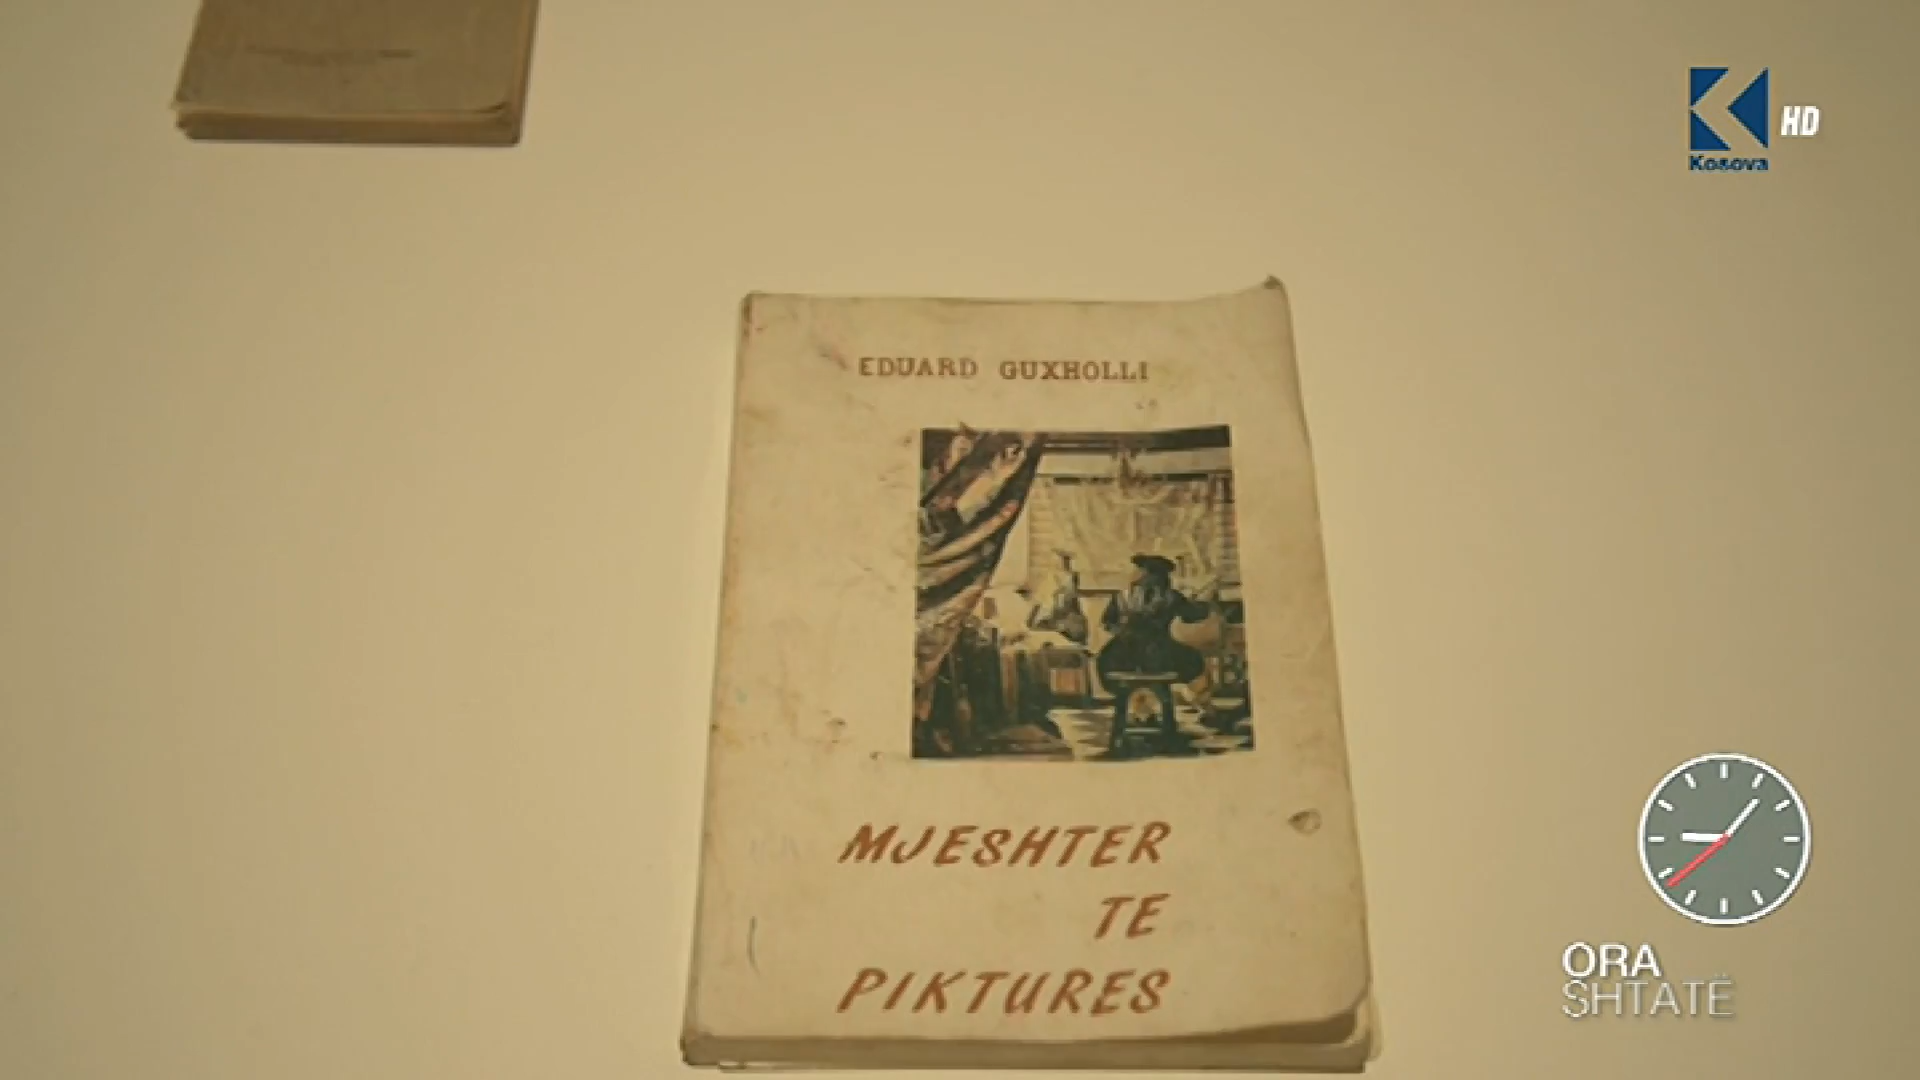 Kosova
HD
EDUARD GUXHOLLI
MJESHTER
TE
PIKTURES
ORA
SHTATË